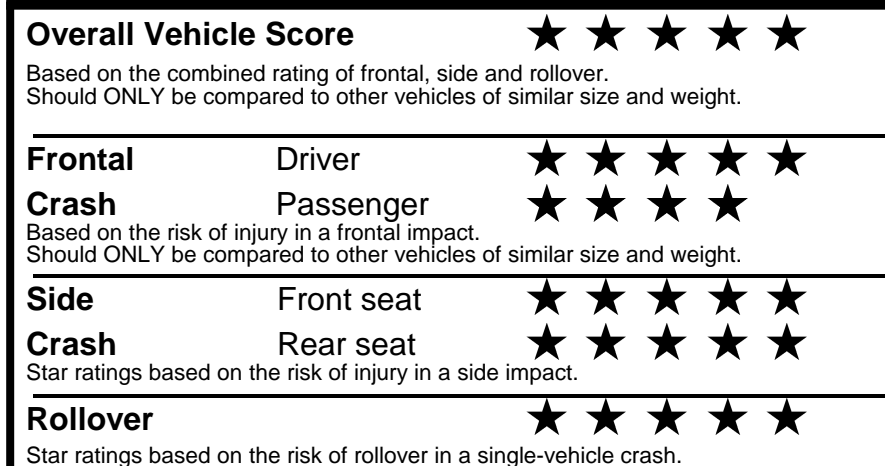 Overall Vehicle Score ★ ★ ★ ★ ★
Based on the combined rating of frontal, side and rollover.
Should ONLY be compared to other vehicles of similar size and weight.
Frontal Driver ★ ★ ★ ★ ★
Crash Passenger ★ ★ ★ ★
Based on the risk of injury in a frontal impact.
Should ONLY be compared to other vehicles of similar size and weight.
Side Front seat ★ ★ ★ ★ ★
Crash Rear seat ★ ★ ★ ★ ★
Star ratings based on the risk of injury in a side impact.
Rollover ★ ★ ★ ★ ★
Star ratings based on the risk of rollover in a single-vehicle crash.